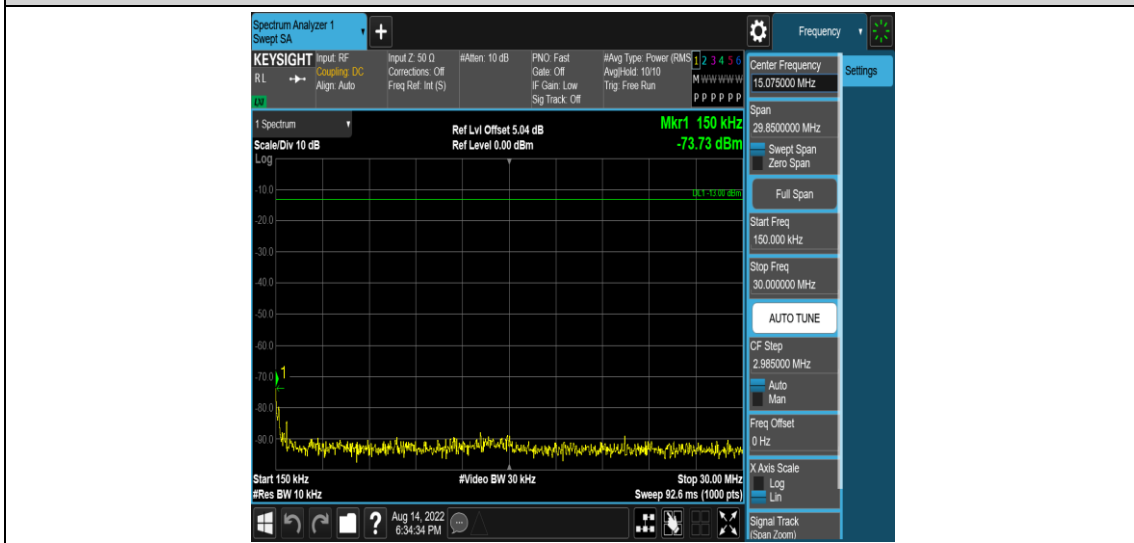 Spectrum Analyzer 1
Swept SA
+
Frequency
KEYSIGHT
RL
Input: RF
Coupling: DC
Align: Auto
Input Z: 50 Ω
Corrections: Off
Freq Ref: Int (S)
#Atten: 10 dB
PNO: Fast
Gate: Off
IF Gain: Low
Sig Track: Off
#Avg Type: Power (RMS
Avg|Hold: 10/10
Trig: Free Run
1 2 3 4 5 6
M W W W W W
P P P P P P
1 Spectrum
Scale/Div 10 dB
Log
Ref Lvl Offset 5.04 dB
Ref Level 0.00 dBm
Mkr1 150 kHz
-73.73 dBm
DL1 -13.00 dBm
-10.0
-20.0
-30.0
-40.0
-50.0
-60.0
-70.0
1
-80.0
-90.0
Start 150 kHz
#Res BW 10 kHz
#Video BW 30 kHz
Stop 30.00 MHz
Sweep 92.6 ms (1000 pts)
Center Frequency
15.075000 MHz
Settings
Span
29.8500000 MHz
Swept Span
Zero Span
Full Span
Start Freq
150.000 kHz
Stop Freq
30.000000 MHz
AUTO TUNE
CF Step
2.985000 MHz
Auto
Man
Freq Offset
0 Hz
X Axis Scale
Log
Lin
Signal Track
(Span Zoom)
?
Aug 14, 2022
6:34:34 PM